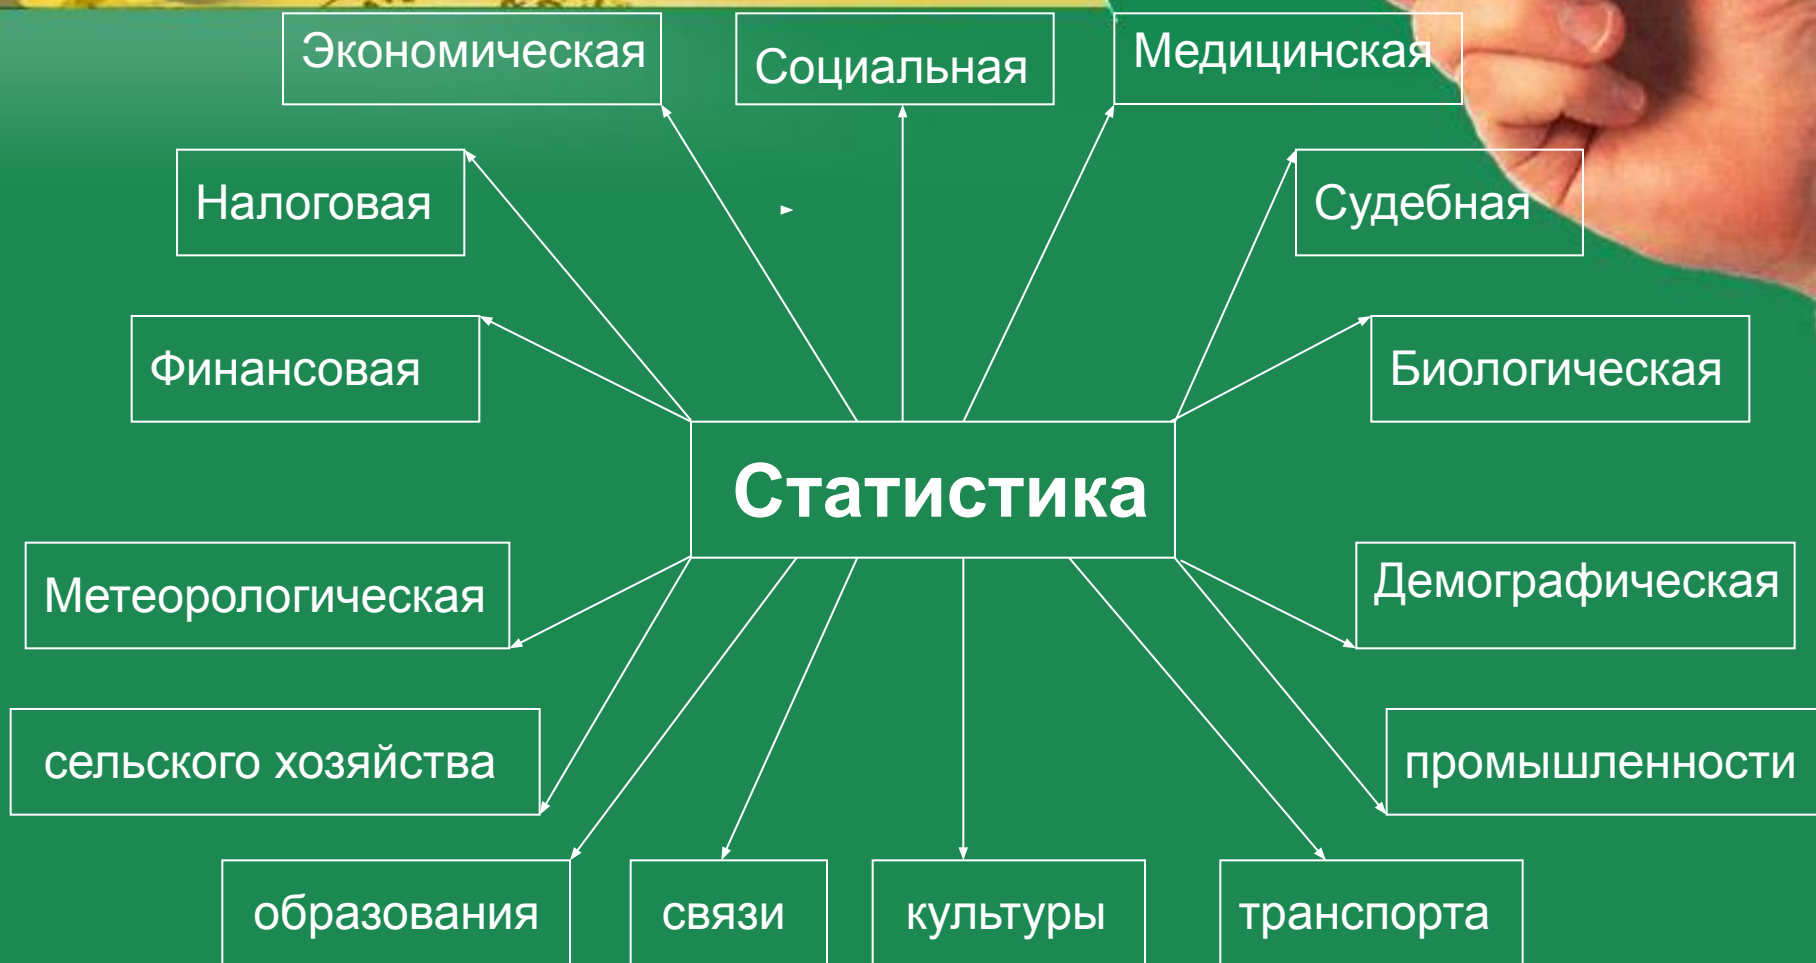 Экономическая
Социальная
Медицинская
Налоговая
Судебная
Финансовая
Биологическая
Статистика
Метеорологическая
Демографическая
сельского хозяйства
промышленности
образования
связи
культуры
транспорта